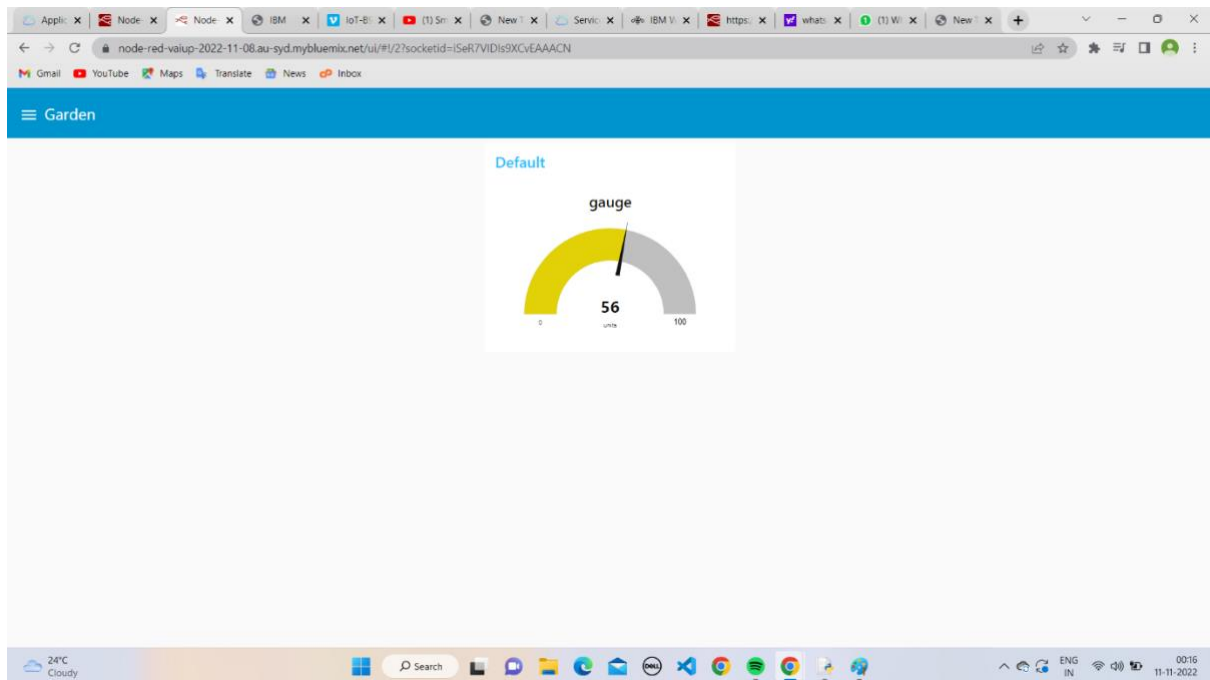 Applic Node- Node- IBM IoT-B (1) Sm New T Servic IBM W https:/ whats (1) W New T
node-red-vaiup-2022-11-08.au-syd.mybluemix.net/ui/#!/2?socketid=iSeR7VIDIs9XCvEAAACN
Gmail YouTube Maps Translate News Inbox
Garden
Default
gauge
56
0 units 100
24°C
Cloudy
Search
DELL
ENG
IN
00:16
11-11-2022